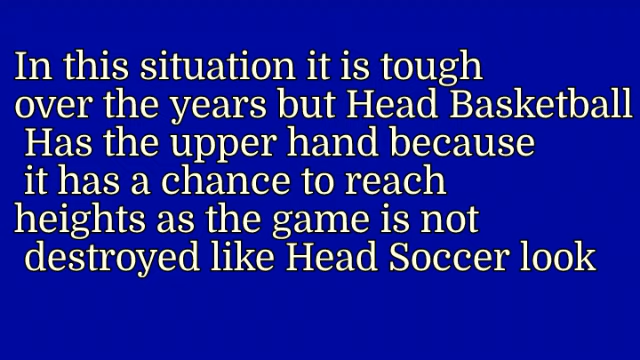 In this situation it is tough
over the years but Head Basketball
Has the upper hand because
it has a chance to reach
heights as the game is not
destroyed like Head Soccer look